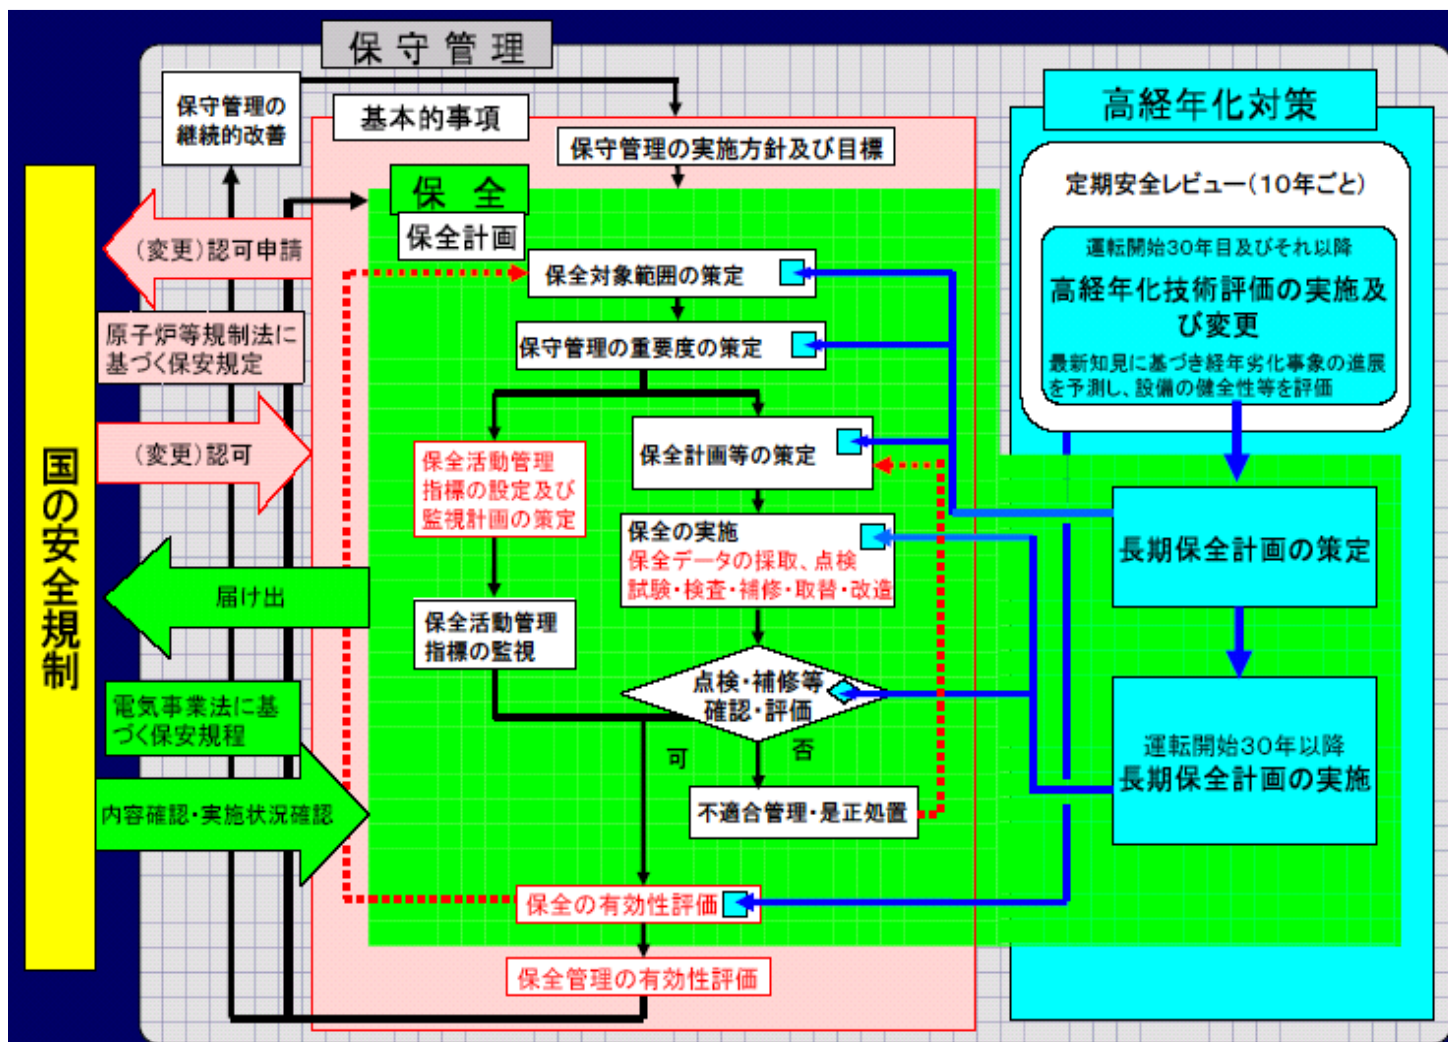 保守管理
保守管理の
継続的改善
基本的事項
保守管理の実施方針及び目標
高経年化対策
定期安全レビュー(10年ごと)
運転開始30年目及びそれ以降
高経年化技術評価の実施及
び変更
最新知見に基づき経年劣化事象の進展
を予測し、設備の健全性等を評価
保全
保全計画
(変更)認可申請
保全対象範囲の策定
原子炉等規制法に
基づく保安規定
保守管理の重要度の策定
(変更)認可
国の安全規制
保全活動管理
指標の設定及び
監視計画の策定
保全計画等の策定
保全の実施
保全データの採取、点検
試験・検査・補修・取替・改造
長期保全計画の策定
届け出
保全活動管理
指標の監視
点検・補修等
確認・評価
可
否
電気事業法に基
づく保安規程
運転開始30年以降
長期保全計画の実施
内容確認・実施状況確認
不適合管理・是正処置
保全の有効性評価
保全管理の有効性評価